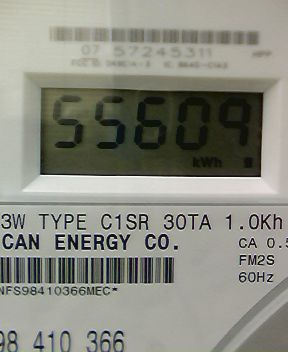 07 57245311
55609
kWh
3W TYPE C1SR 30TA 1.0Kh
CAN ENERGY CO.
CA 0.5
FM2S
60Hz
NFS98410366MEC*
98 410 366